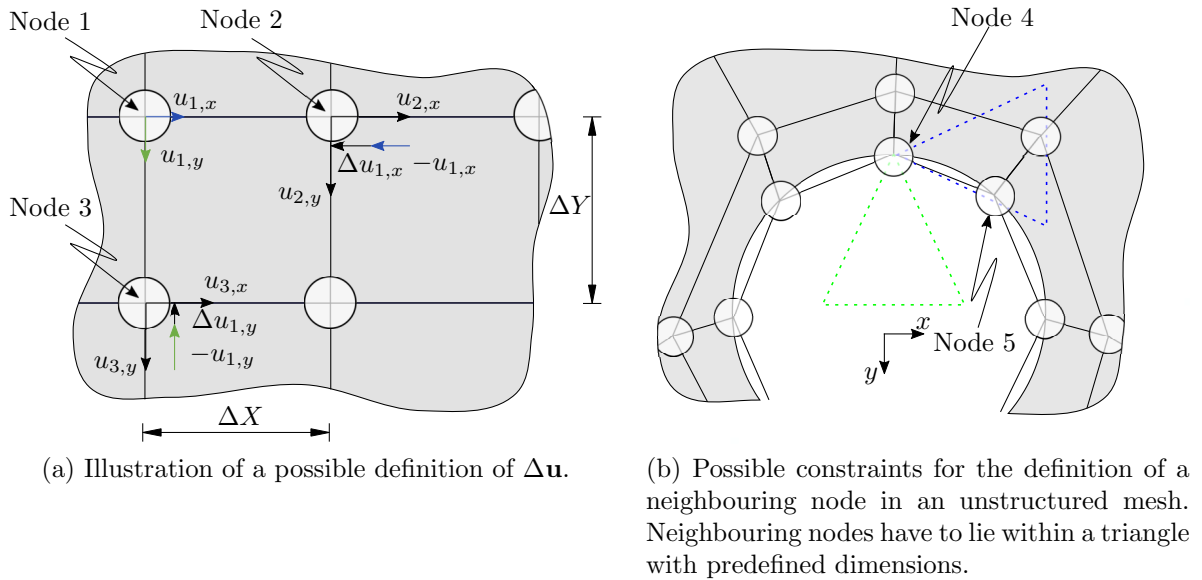 Node 1
Node 2
u₁,ₓ
u₂,ₓ
u₁,y
Δu₁,ₓ
−u₁,ₓ
u₂,y
ΔY
Node 3
u₃,ₓ
Δu₁,y
u₃,y
−u₁,y
ΔX
(a) Illustration of a possible definition of Δu.
Node 4
x
Node 5
y
(b) Possible constraints for the definition of a
neighbouring node in an unstructured mesh.
Neighbouring nodes have to lie within a triangle
with predefined dimensions.